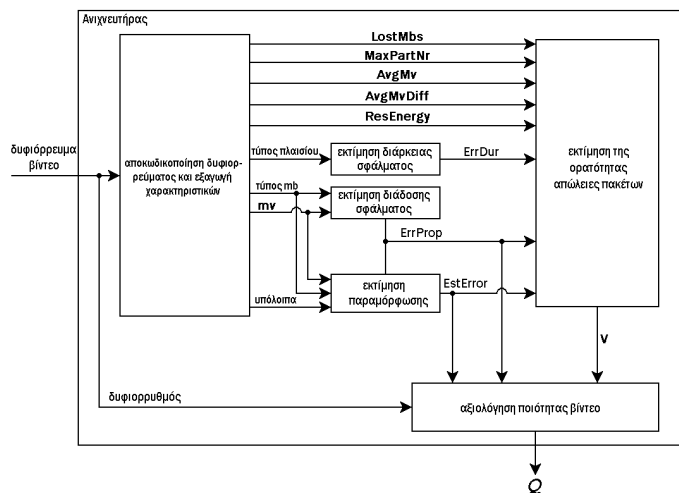 Ανιχνευτήρας
LostMbs
MaxPartNr
AvgMv
AvgMvDiff
ResEnergy
δυφιόρρευμα
βίντεο
αποκωδικοποίηση δυφιορ-
ρεύματος και εξαγωγή
χαρακτηριστικών
τύπος πλαισίου
εκτίμηση διάρκειας
σφάλματος
ErrDur
εκτίμηση της
ορατότητας
απώλειες πακέτων
τύπος mb
mv
εκτίμηση διάδοσης
σφάλματος
ErrProp
υπόλοιπα
εκτίμηση
παραμόρφωσης
EstError
v
δυφιορρυθμός
αξιολόγηση ποιότητας βίντεο
Q